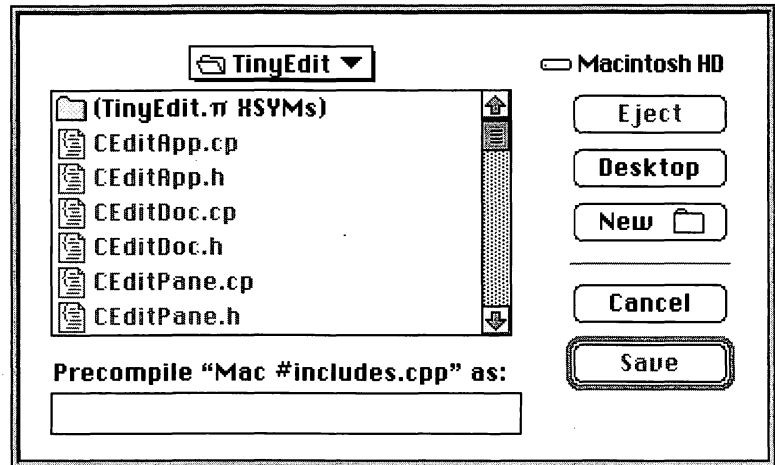 TinyEdit
Macintosh HD
(TinyEdit.π XSYMs)
CEditApp.cp
CEditApp.h
CEditDoc.cp
CEditDoc.h
CEditPane.cp
CEditPane.h
Eject
Desktop
New
Cancel
Save
Precompile “Mac #includes.cpp” as: